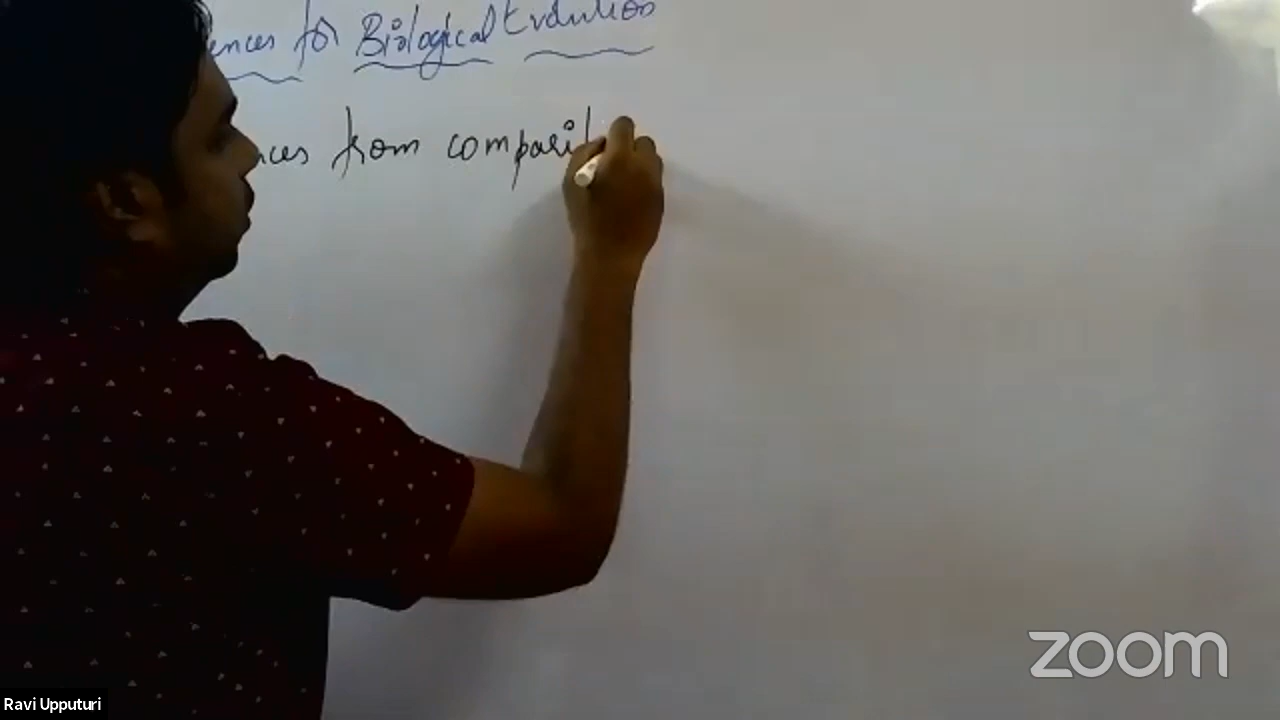 ences for Biological Evolution
nces from comparit
zoom
Ravi Upputuri